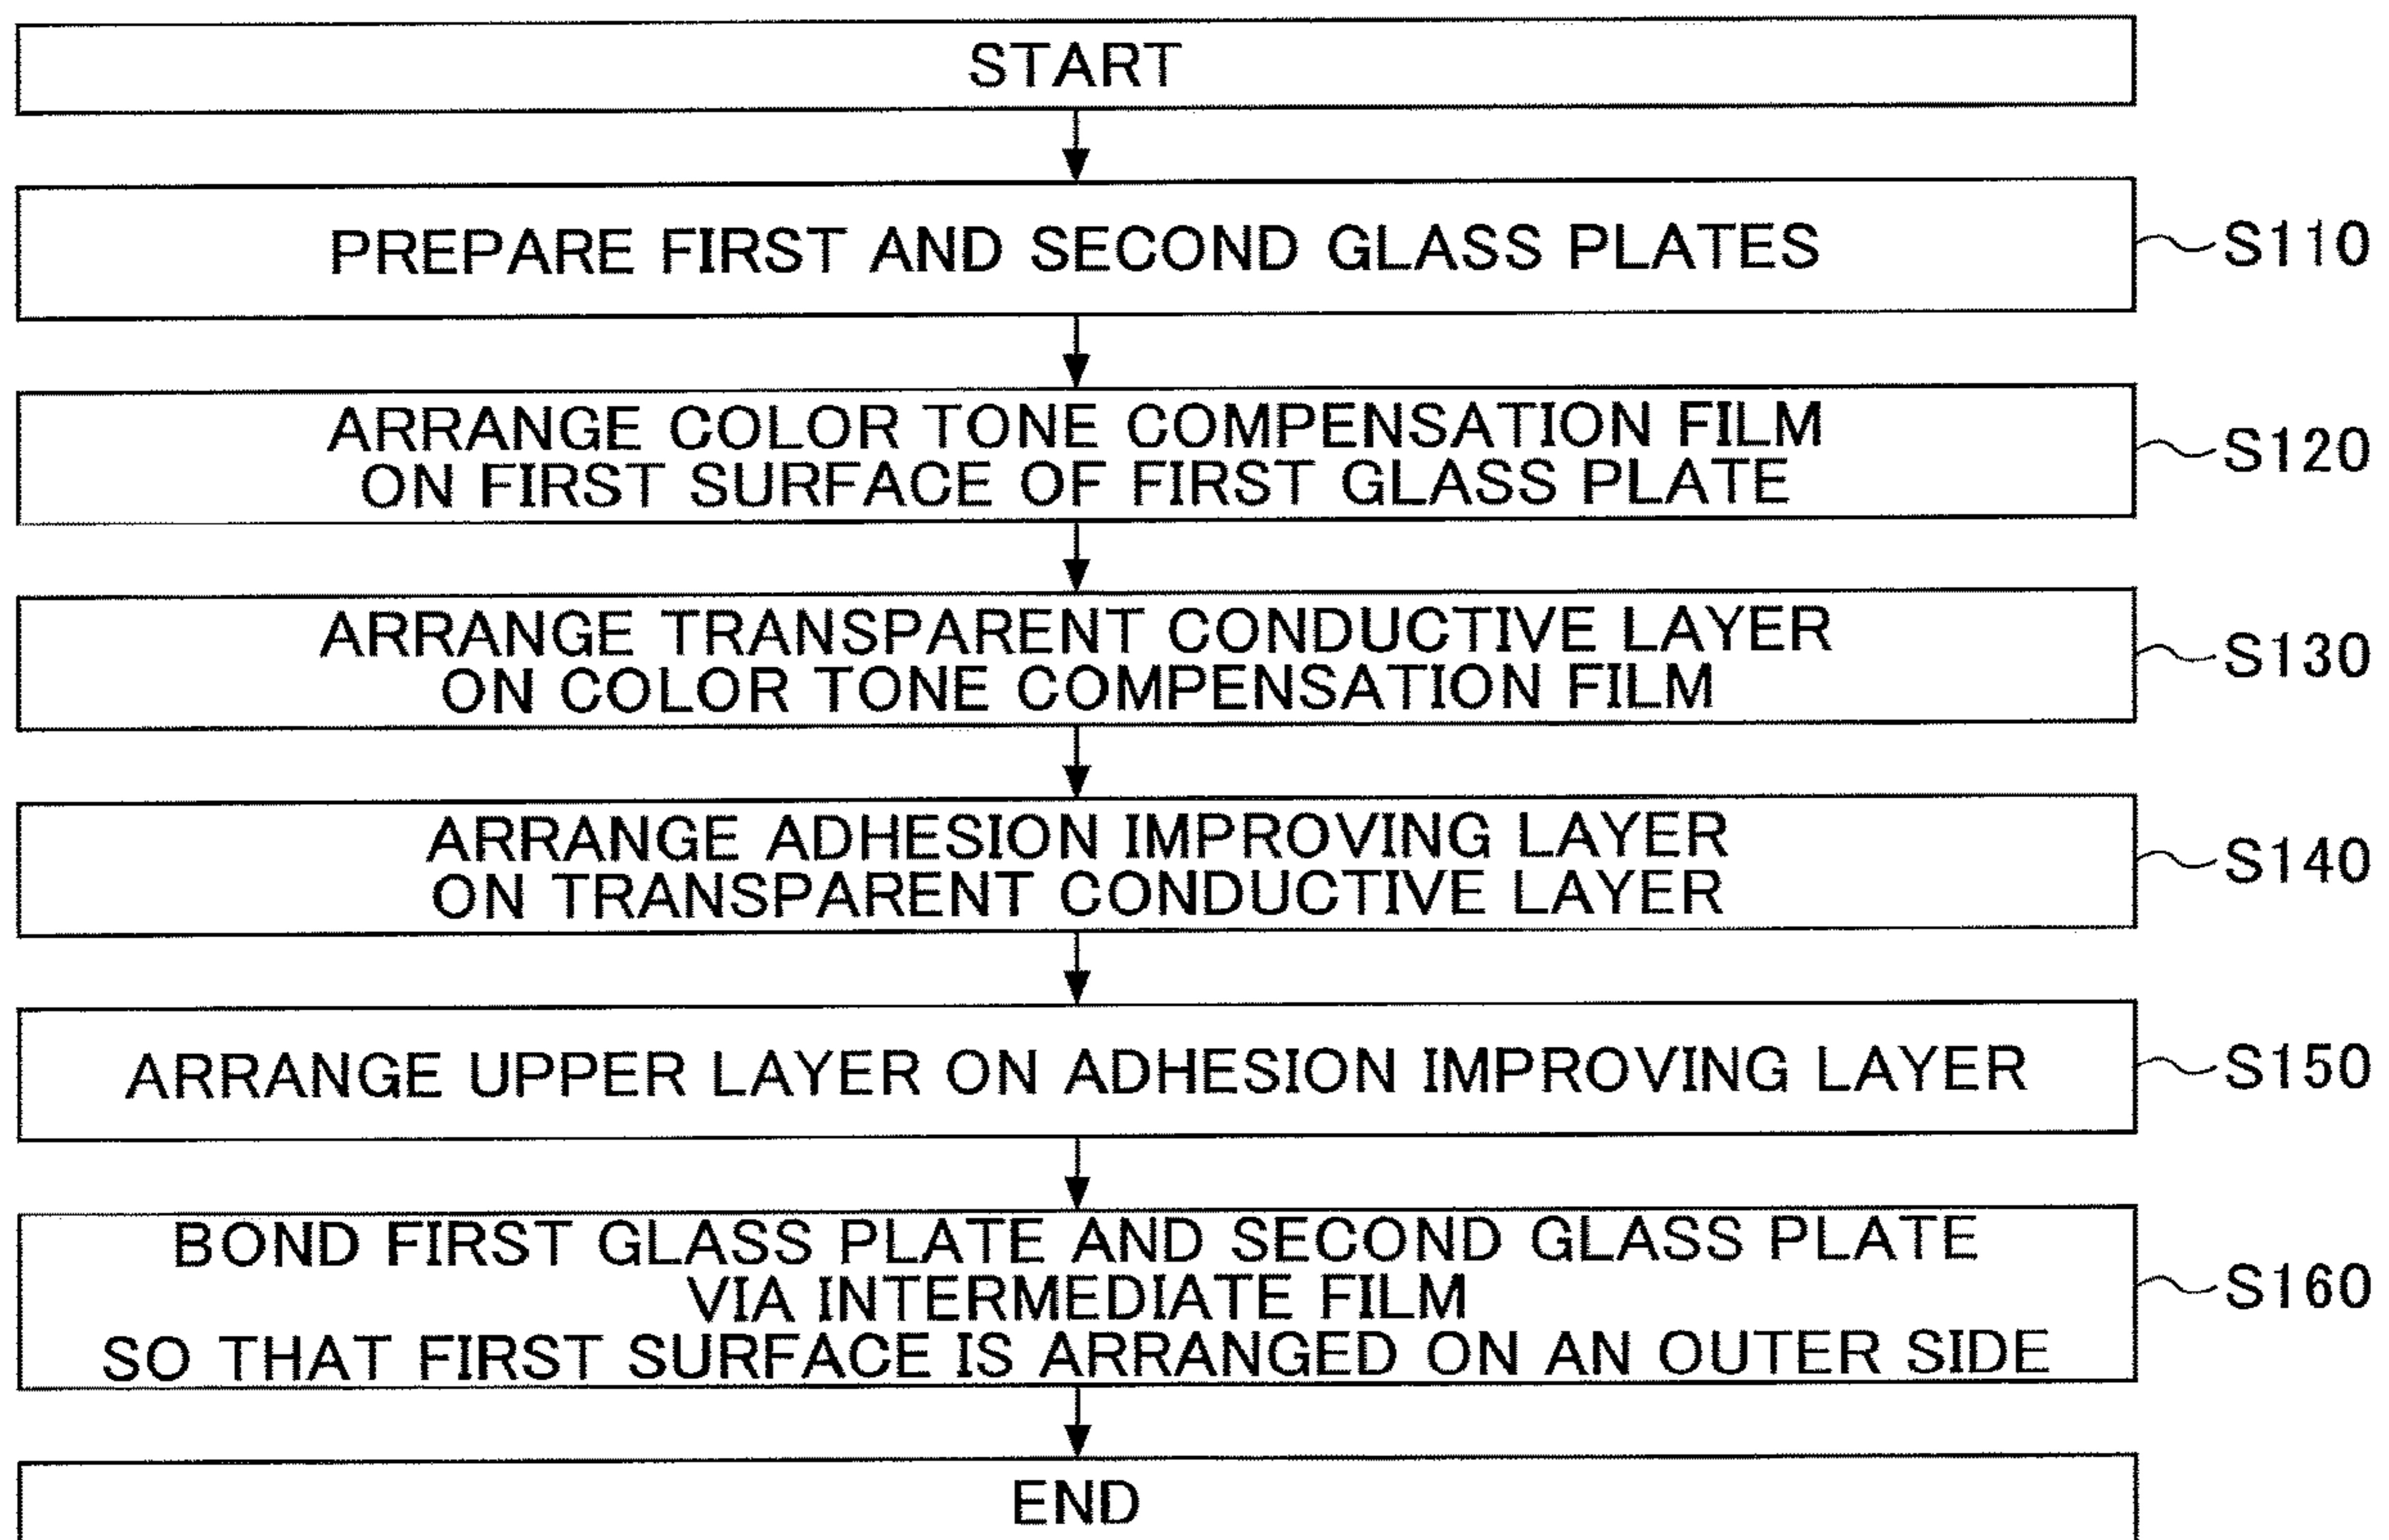 START
PREPARE FIRST AND SECOND GLASS PLATES
S110
ARRANGE COLOR TONE COMPENSATION FILM
ON FIRST SURFACE OF FIRST GLASS PLATE
S120
ARRANGE TRANSPARENT CONDUCTIVE LAYER
ON COLOR TONE COMPENSATION FILM
S130
ARRANGE ADHESION IMPROVING LAYER
ON TRANSPARENT CONDUCTIVE LAYER
S140
ARRANGE UPPER LAYER ON ADHESION IMPROVING LAYER
S150
BOND FIRST GLASS PLATE AND SECOND GLASS PLATE
VIA INTERMEDIATE FILM
SO THAT FIRST SURFACE IS ARRANGED ON AN OUTER SIDE
S160
END